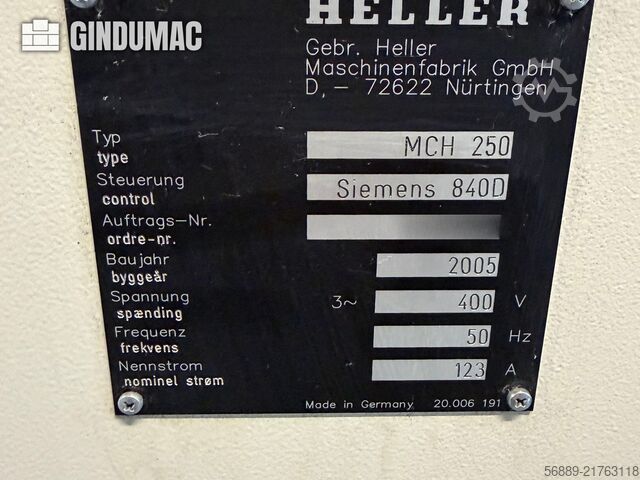 HELLER
GINDUMAC
Gebr. Heller
Maschinenfabrik GmbH
D,- 72622 Nürtingen
Typ
type
MCH 250
Steuerung
control
Siemens 840D
Auftrags-Nr.
ordre-nr.
Baujahr
byggeår
2005
Spannung
spænding
3~ 400 V
Frequenz
frekvens
50 Hz
Nennstrom
nominel strøm
123 A
Made in Germany 20.006 191
56889-21763118